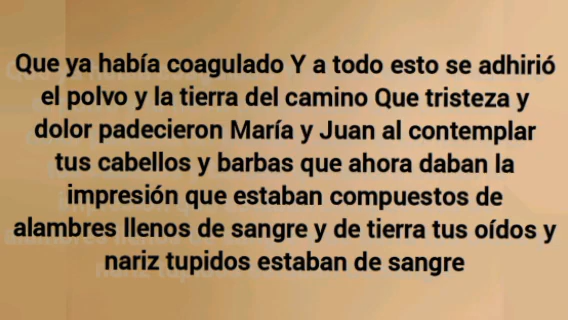 Que ya había coagulado Y a todo esto se adhirió
el polvo y la tierra del camino Que tristeza y
dolor padecieron María y Juan al contemplar
tus cabellos y barbas que ahora daban la
impresión que estaban compuestos de
alambres llenos de sangre y de tierra tus oídos y
nariz tupidos estaban de sangre